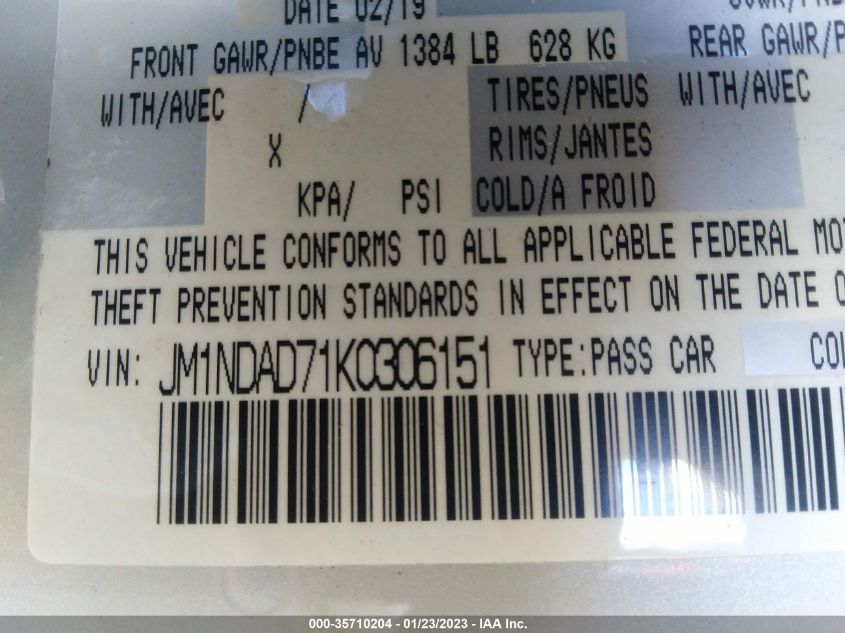 DATE 02/19
FRONT GAWR/PNBE AV 1384 LB 628 KG REAR GAWR/P
WITH/AVEC / TIRES/PNEUS WITH/AVEC
X RIMS/JANTES
KPA/ PSI COLD/A FROID
THIS VEHICLE CONFORMS TO ALL APPLICABLE FEDERAL MOT
THEFT PREVENTION STANDARDS IN EFFECT ON THE DATE O
VIN: JM1NDAD71K0306151 TYPE:PASS CAR COL
000-35710204 - 01/23/2023 - IAA Inc.